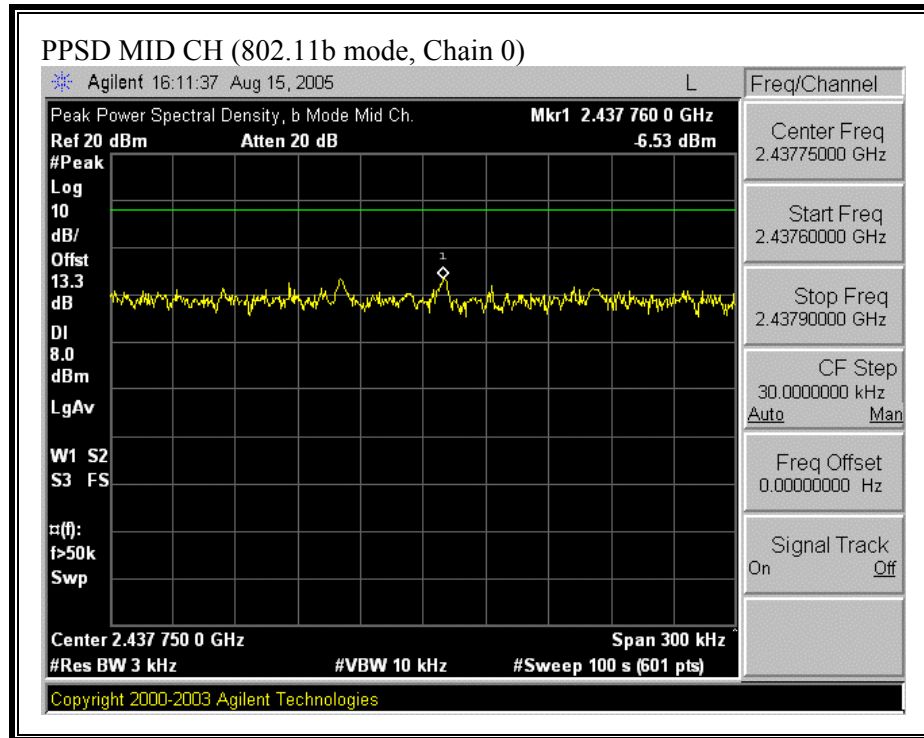 PPSD MID CH (802.11b mode, Chain 0)
Agilent 16:11:37 Aug 15, 2005 L
Freq/Channel
Peak Power Spectral Density, b Mode Mid Ch. Mkr1 2.437 760 0 GHz
Ref 20 dBm Atten 20 dB -6.53 dBm
#Peak
Log
10
dB/
Offst
13.3
dB
DI
8.0
dBm
LgAv
W1 S2
S3 FS
¤(f):
f>50k
Swp
1
Center 2.437 750 0 GHz Span 300 kHz
#Res BW 3 kHz #VBW 10 kHz #Sweep 100 s (601 pts)
Center Freq
2.43775000 GHz
Start Freq
2.43760000 GHz
Stop Freq
2.43790000 GHz
CF Step
30.0000000 kHz
Auto Man
Freq Offset
0.00000000 Hz
Signal Track
On Off
Copyright 2000-2003 Agilent Technologies